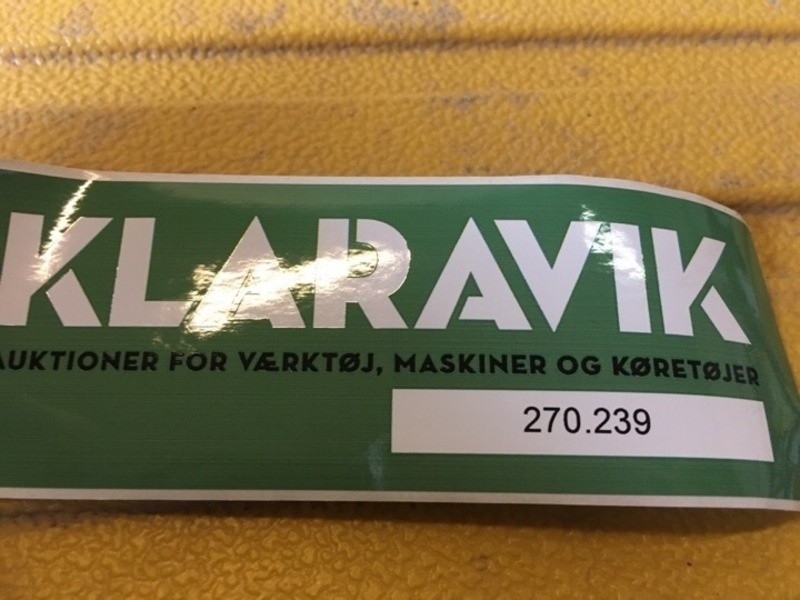 KLARAVIK
AUKTIONER FOR VÆRKTØJ, MASKINER OG KØRETØJER
270.239